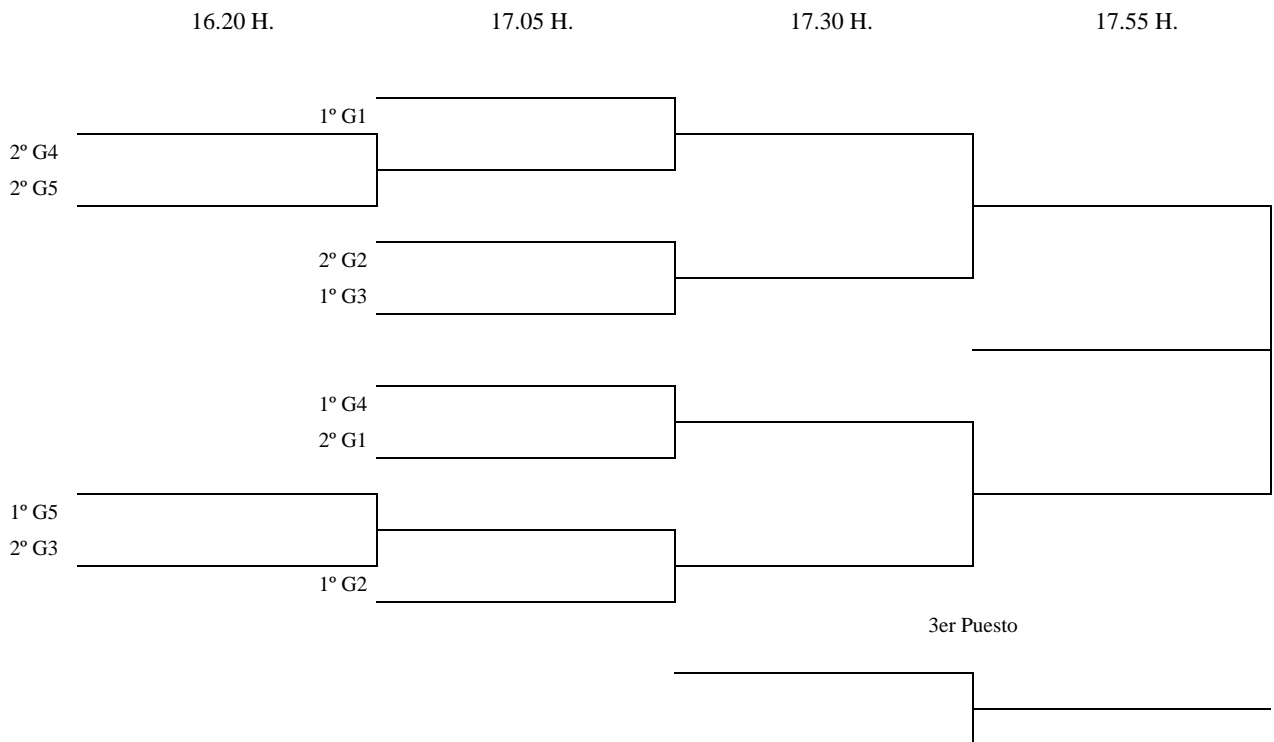 16.20 H. 17.05 H. 17.30 H. 17.55 H.
1º G1
2º G4
2º G5
2º G2
1º G3
1º G4
2º G1
1º G5
2º G3
1º G2
3er Puesto